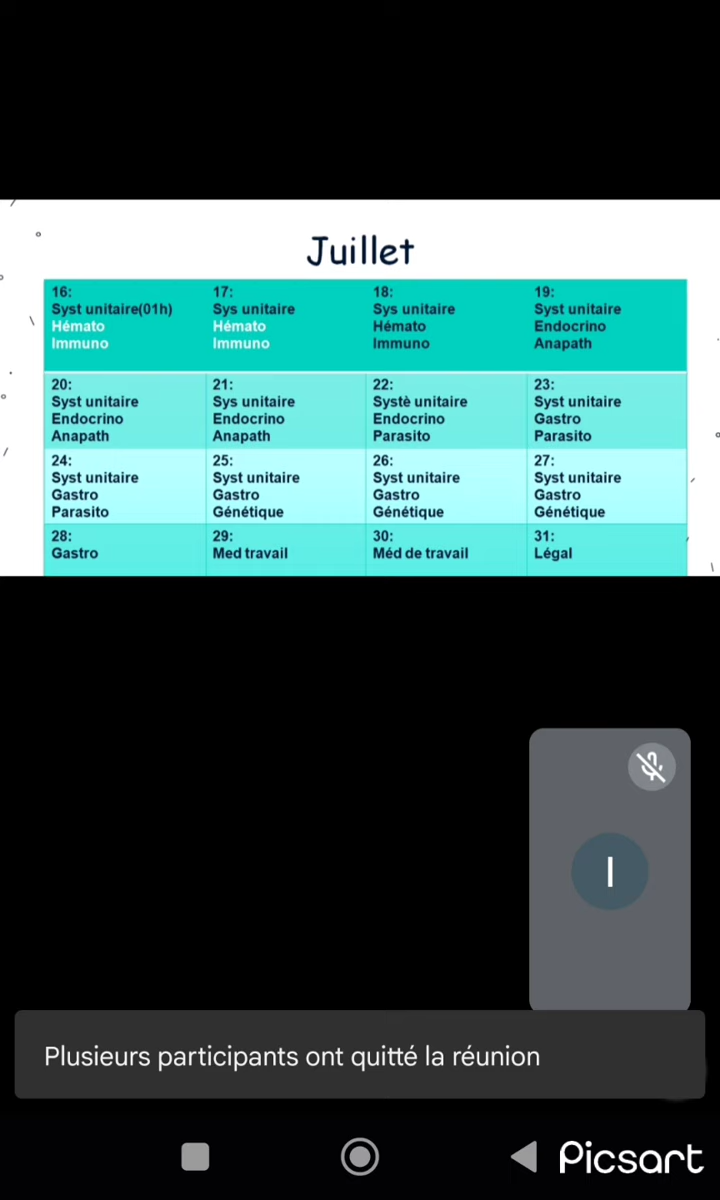 Juillet
16:
Syst unitaire(01h)
Hémato
Immuno
17:
Sys unitaire
Hémato
Immuno
18:
Sys unitaire
Hémato
Immuno
19:
Syst unitaire
Endocrino
Anapath
20:
Syst unitaire
Endocrino
Anapath
21:
Sys unitaire
Endocrino
Anapath
22:
Systè unitaire
Endocrino
Parasito
23:
Syst unitaire
Gastro
Parasito
24:
Syst unitaire
Gastro
Parasito
25:
Syst unitaire
Gastro
Génétique
26:
Syst unitaire
Gastro
Génétique
27:
Syst unitaire
Gastro
Génétique
28:
Gastro
29:
Med travail
30:
Méd de travail
31:
Légal
I
Plusieurs participants ont quitté la réunion
Picsart